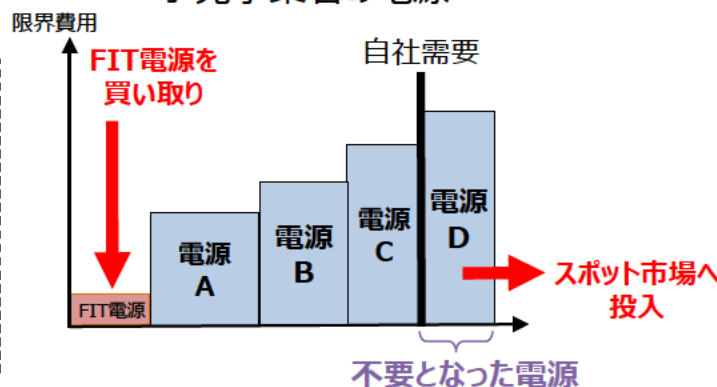 限界費用
FIT電源を
買い取り
自社需要
FIT電源
電源
A
電源
B
電源
C
電源
D
スポット市場へ
投入
不要となった電源